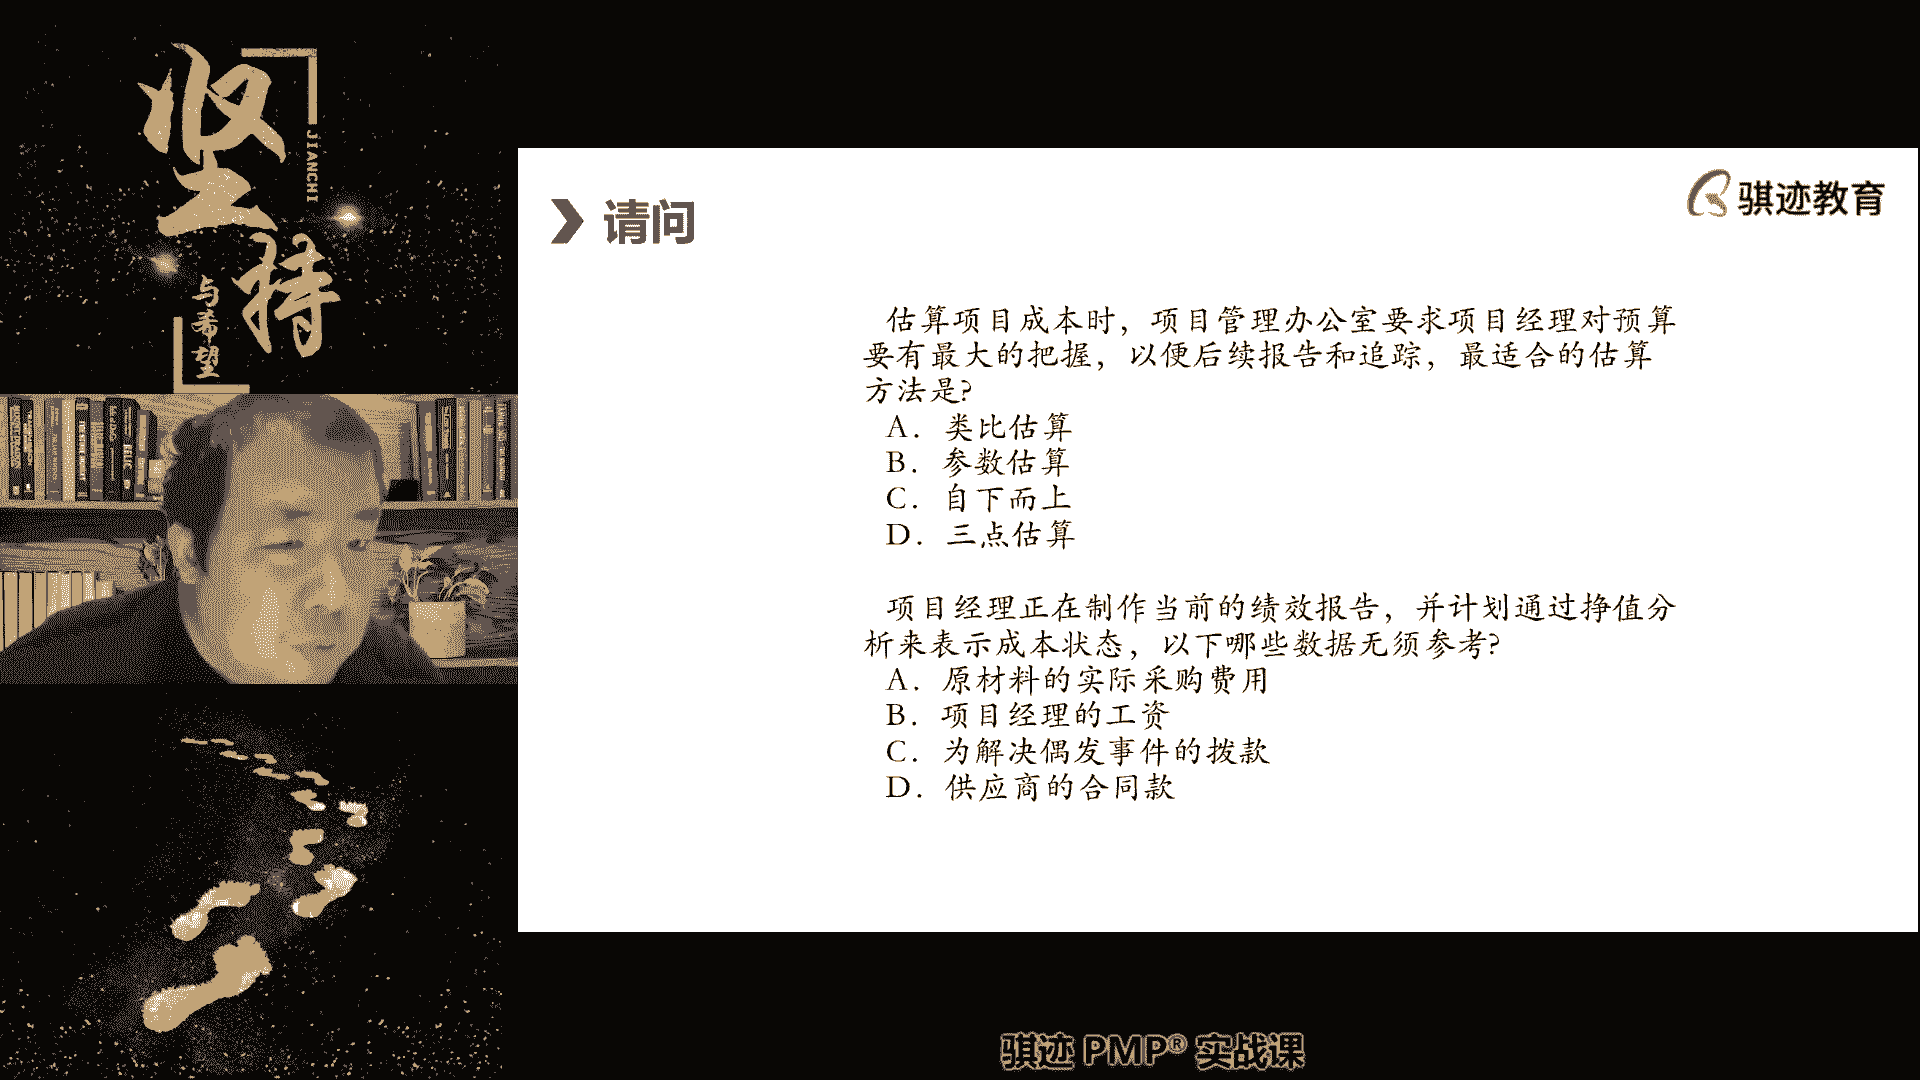 坚持
JIANCHI
与希望
请问
骐迹教育
估算项目成本时，项目管理办公室要求项目经理对预算
要有最大的把握，以便后续报告和追踪，最适合的估算
方法是?
A. 类比估算
B. 参数估算
C. 自下而上
D. 三点估算
项目经理正在制作当前的绩效报告，并计划通过挣值分
析来表示成本状态，以下哪些数据无须参考?
A. 原材料的实际采购费用
B. 项目经理的工资
C. 为解决偶发事件的拨款
D. 供应商的合同款
骐迹 PMP® 实战课